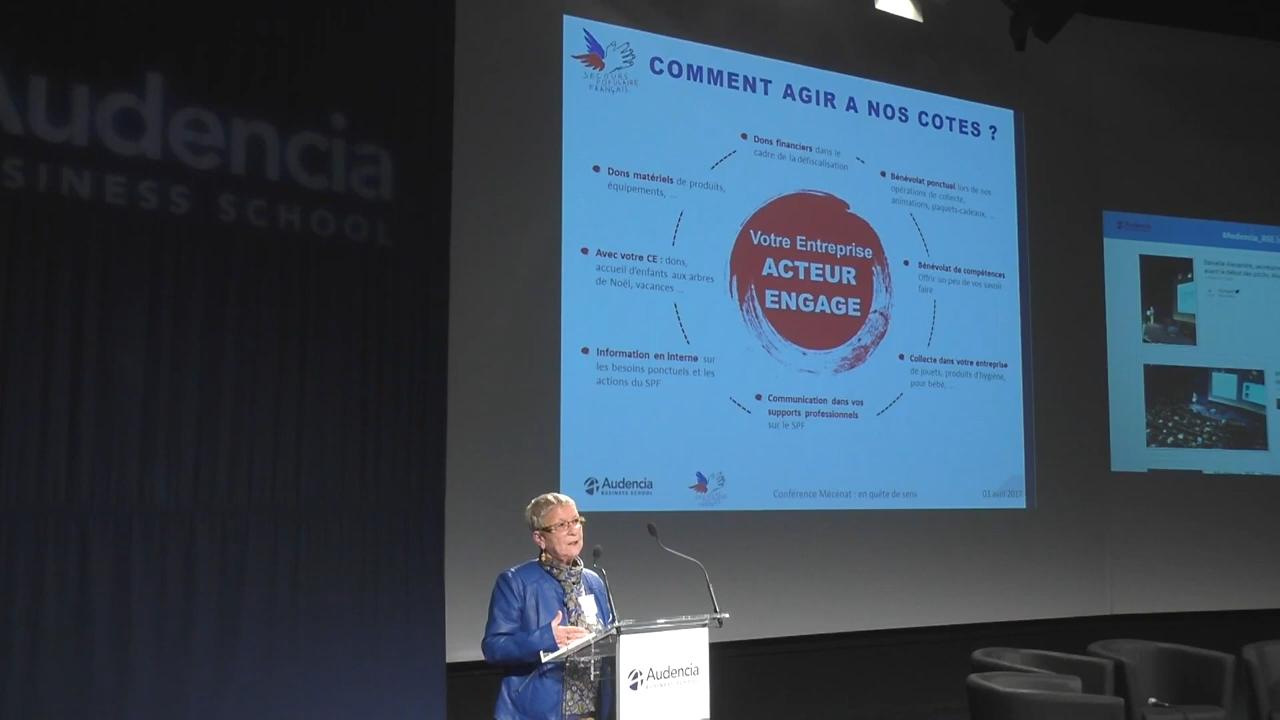 Audencia
BUSINESS SCHOOL
SECOURS
POPULAIRE
FRANÇAIS
COMMENT AGIR A NOS COTES ?
Dons financiers dans le
cadre de la défiscalisation
Dons matériels de produits,
équipements, ...
Bénévolat ponctuel lors de nos
opérations de collecte,
animations, paquets-cadeaux, ...
Votre Entreprise
ACTEUR
ENGAGE
Avec votre CE : dons,
accueil d'enfants aux arbres
de Noël, vacances ...
Bénévolat de compétences
Offrir un peu de vos savoir
faire
Information en interne sur
les besoins ponctuels et les
actions du SPF
Collecte dans votre entreprise
de jouets, produits d'hygiène,
pour bébé, ...
Communication dans vos
supports professionnels
sur le SPF
Audencia
BUSINESS SCHOOL
Conférence Mécénat : en quête de sens
03 avril 2017
Audencia
#Audencia_RSE
Audencia
BUSINESS SCHOOL